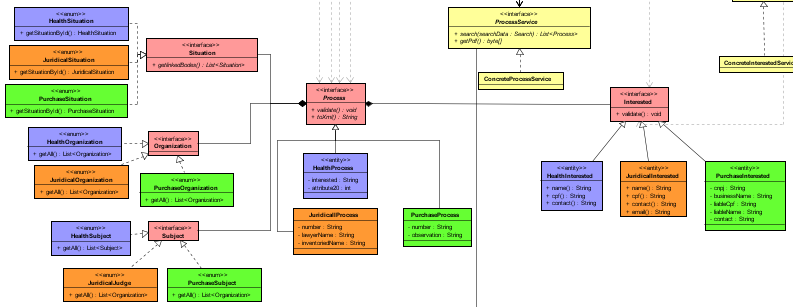 <<enum>>
HealthSituation
+ getSituationById() : HealthSituation
<<enum>>
JuridicalSituation
+ getSituationById() : JuridicalSituation
<<enum>>
PurchaseSituation
+ getSituationById() : PurchaseSituation
<<interface>>
Situation
+ getlinkedBodies() : List<Situation>
<<enum>>
HealthOrganization
+ getAll() : List<Organization>
<<enum>>
JuridicalOrganization
+ getAll() : List<Organization>
<<interface>>
Organization
<<enum>>
PurchaseOrganization
+ getAll() : List<Organization>
<<enum>>
HealthSubject
+ getAll() : List<Subject>
<<interface>>
Subject
<<enum>>
JuridicalJudge
+ getAll() : List<Organization>
<<enum>>
PurchaseSubject
+ getAll() : List<Organization>
<<interface>>
Process
+ validate() : void
+ toXml() : String
<<entity>>
HealthProcess
- interested : String
- attribute20 : int
JuridicallProcess
- number : String
- lawyerName : String
- inventoriedName : String
PurchaseProcess
- number : String
- observation : String
<<interface>>
ProcessService
+ search(searchData : Search) : List<Process>
+ getPdf() : byte[]
ConcreteProcessService
ConcreteInterestedServic
<<interface>>
Interested
+ validate() : void
<<entity>>
HealthInterested
+ name() : String
+ cpf() : String
+ contact() : String
<<entity>>
JuridicalInterested
+ name() : String
+ cpf() : String
+ contact() : String
+ email() : String
<<entity>>
PurchaseInterested
- cnpj : String
- businessName : String
- liableCpf : String
- liableName : String
- contact : String